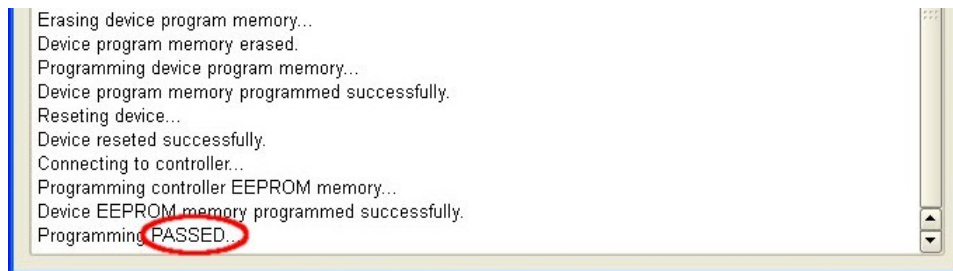 Erasing device program memory...
Device program memory erased.
Programming device program memory...
Device program memory programmed successfully.
Reseting device...
Device reseted successfully.
Connecting to controller...
Programming controller EEPROM memory...
Device EEPROM memory programmed successfully.
Programming PASSED...